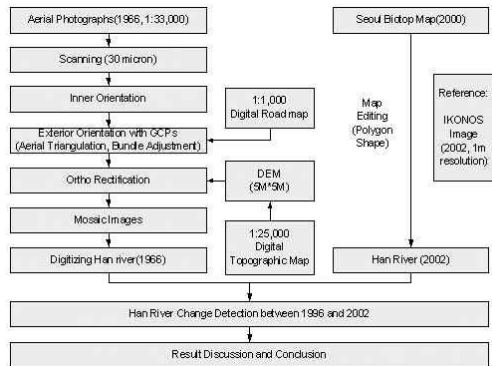 Aerial Photographs(1966, 1:33,000)
Scanning (30 micron)
Inner Orientation
Exterior Orientation with GCPs
(Aerial Triangulation, Bundle Adjustment)
Ortho Rectification
Mosaic Images
Digitizing Han river(1966)
1:1,000
Digital Road map
DEM
(5M*5M)
1:25,000
Digital
Topographic Map
Seoul Biotop Map(2000)
Map
Editing
(Polygon
Shape)
Reference:
IKONOS
Image
(2002, 1m
resolution)
Han River (2002)
Han River Change Detection between 1996 and 2002
Result Discussion and Conclusion